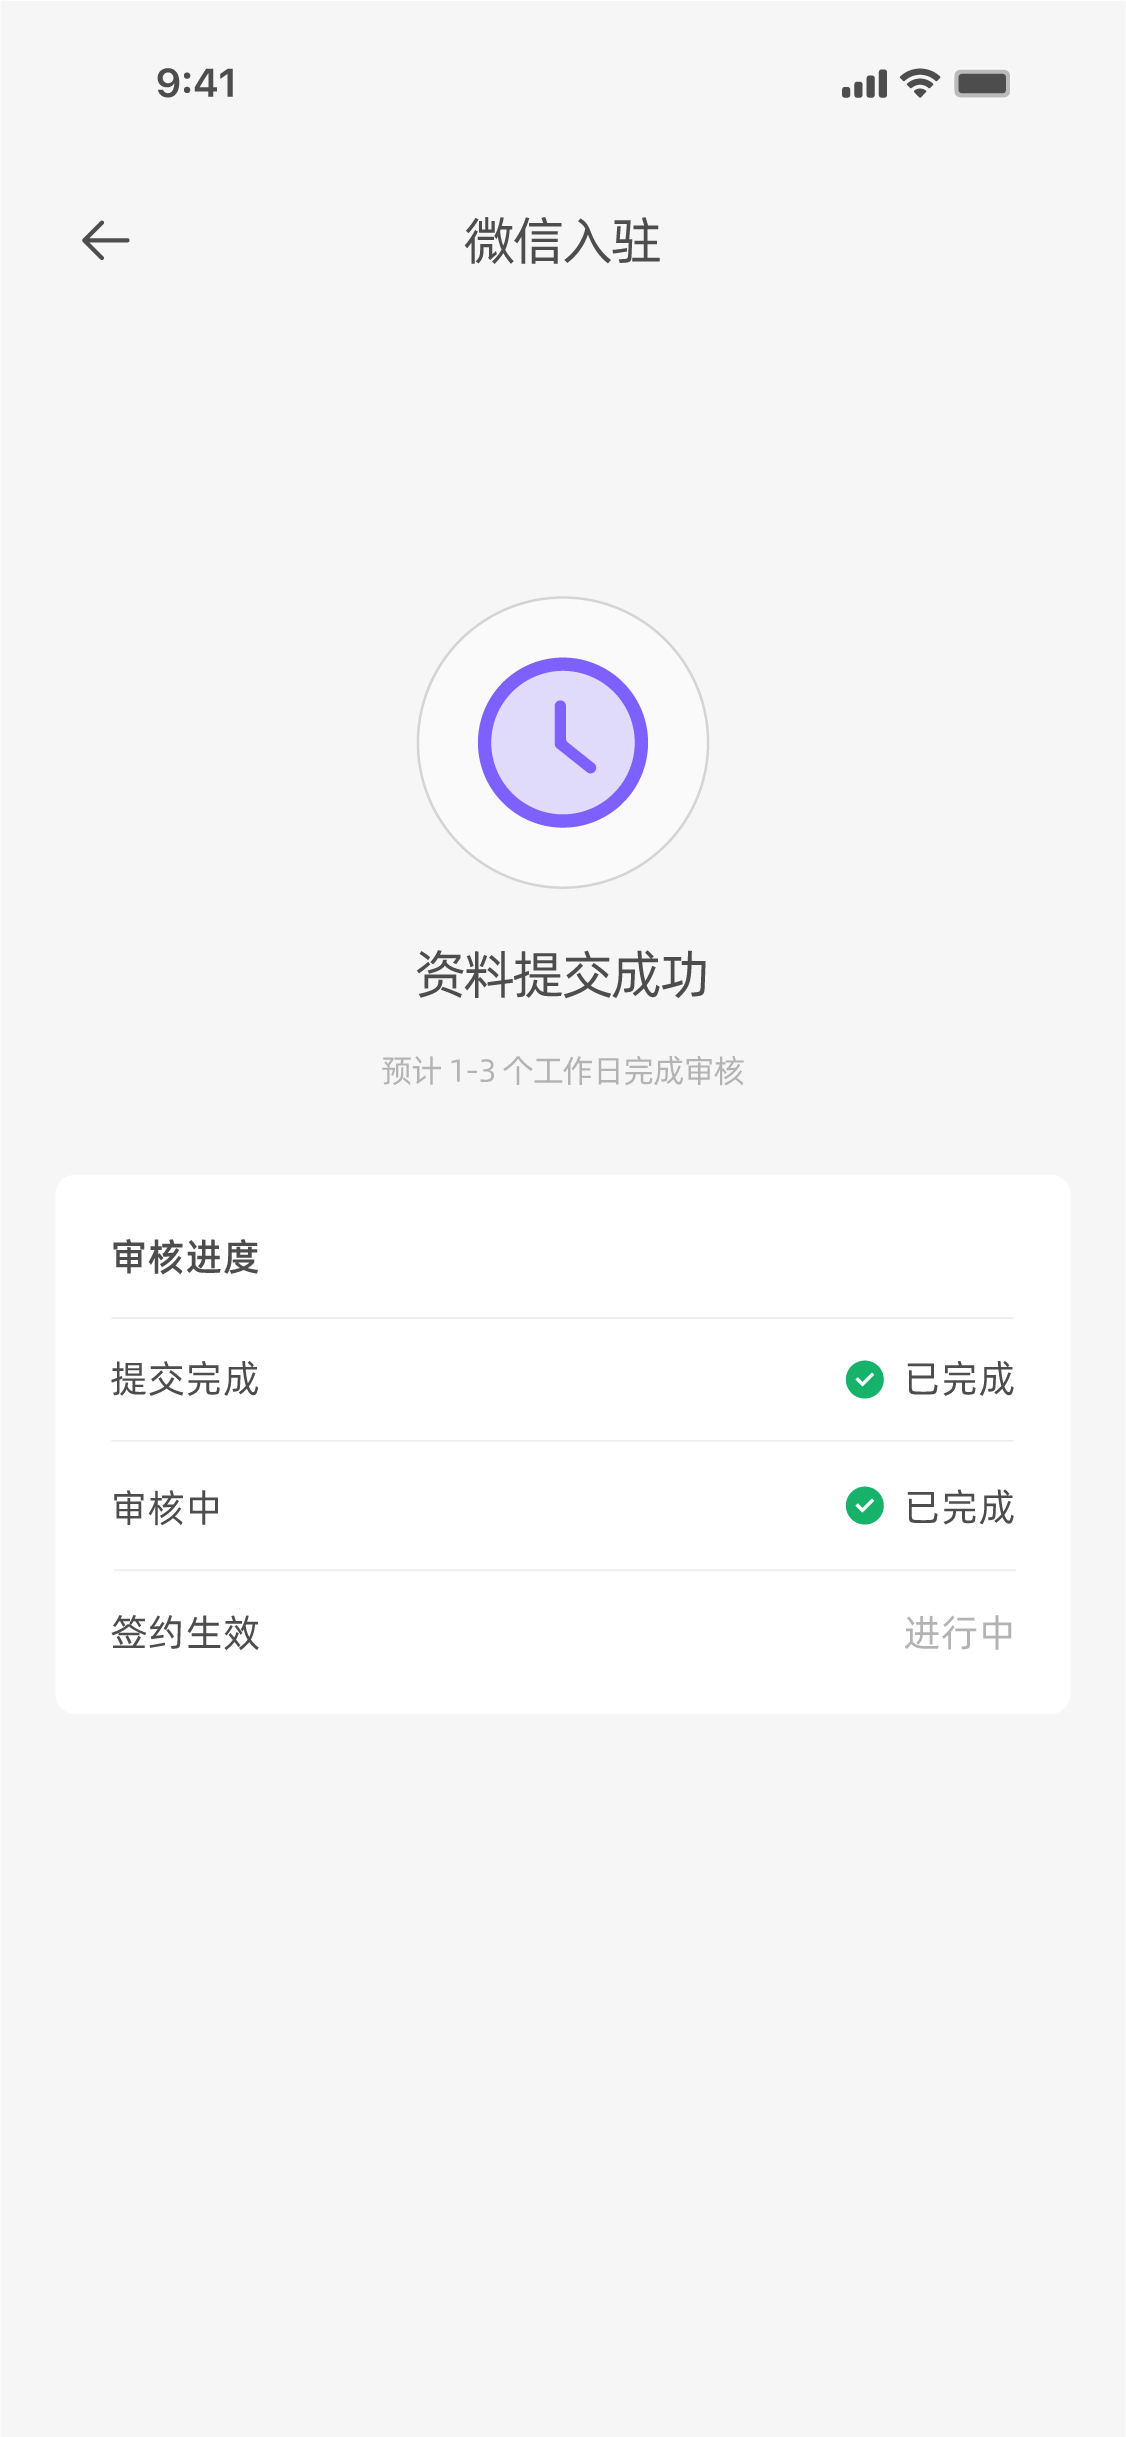 9:41
微信入驻
资料提交成功
预计 1-3 个工作日完成审核
审核进度
提交完成 已完成
审核中 已完成
签约生效 进行中